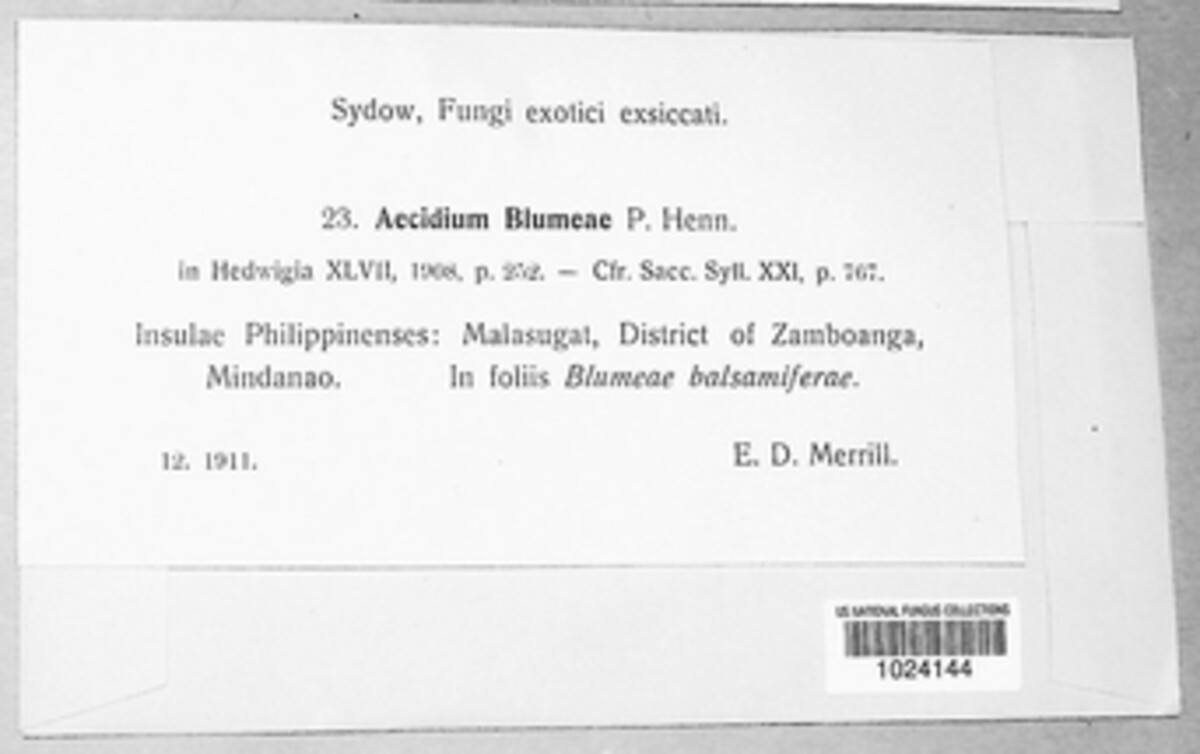 Sydow, Fungi exotici exsiccati.
23. Aecidium Blumeae P. Henn.
in Hedwigia XLVII, 1908, p. 252. — Cfr. Sacc. Syll. XXI, p. 767.
Insulae Philippinenses: Malasugat, District of Zamboanga,
Mindanao. In foliis Blumeae balsamiferae.
12. 1911. E. D. Merrill.
US NATIONAL FUNGUS COLLECTIONS
1024144